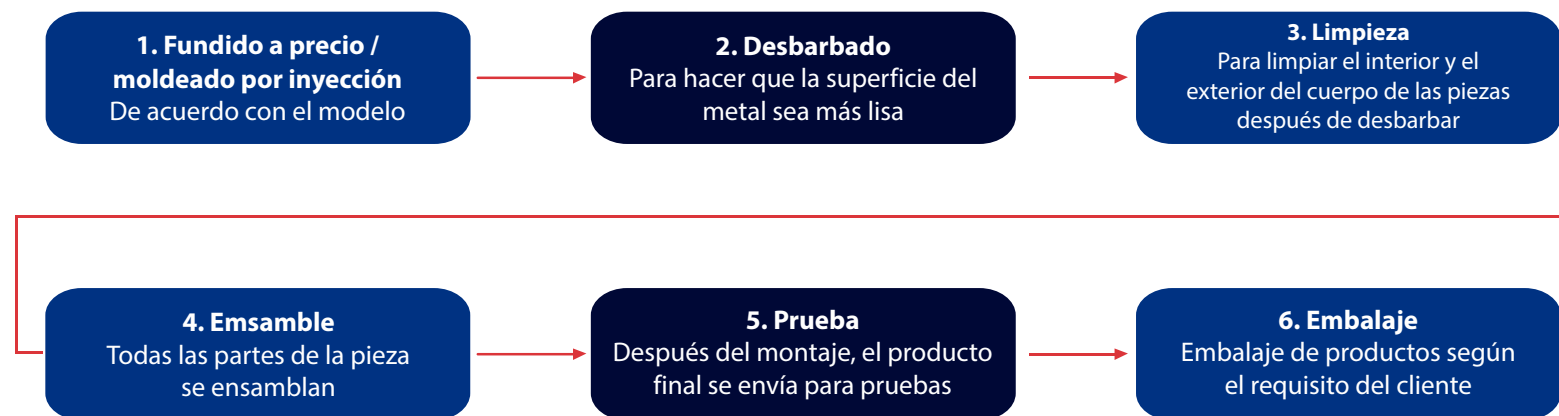 1. Fundido a precio /
moldeado por inyección
De acuerdo con el modelo
2. Desbarbado
Para hacer que la superficie del
metal sea más lisa
3. Limpieza
Para limpiar el interior y el
exterior del cuerpo de las piezas
después de desbarbar
4. Emsamble
Todas las partes de la pieza
se ensamblan
5. Prueba
Después del montaje, el producto
final se envía para pruebas
6. Embalaje
Embalaje de productos según
el requisito del cliente